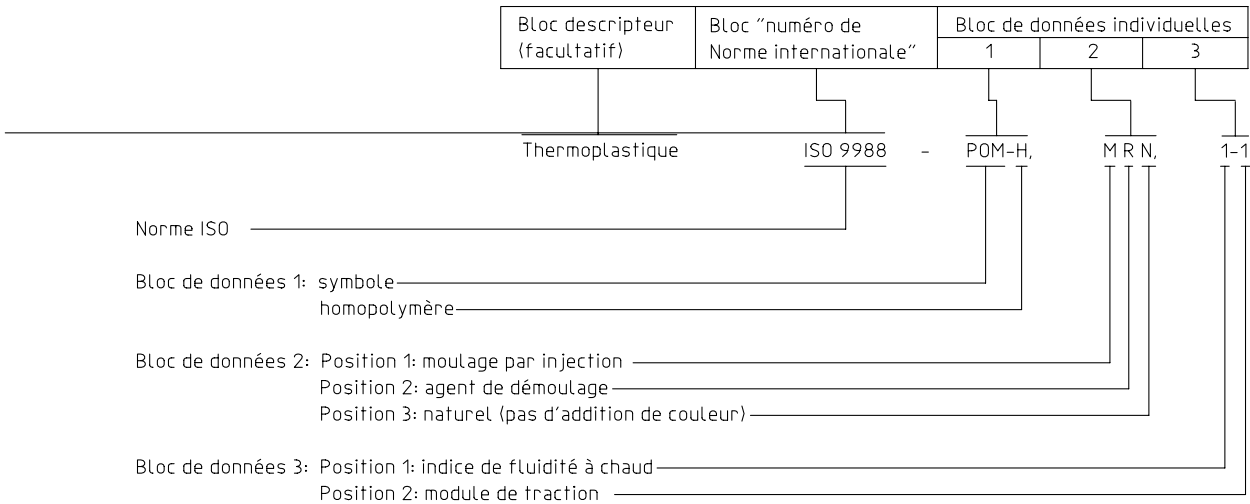 Bloc descripteur (facultatif)
Bloc "numéro de Norme internationale"
Bloc de données individuelles
1 2 3
Thermoplastique ISO 9988 - POM-H, M R N, 1-1
Norme ISO
Bloc de données 1: symbole
homopolymère
Bloc de données 2: Position 1: moulage par injection
Position 2: agent de démoulage
Position 3: naturel (pas d'addition de couleur)
Bloc de données 3: Position 1: indice de fluidité à chaud
Position 2: module de traction